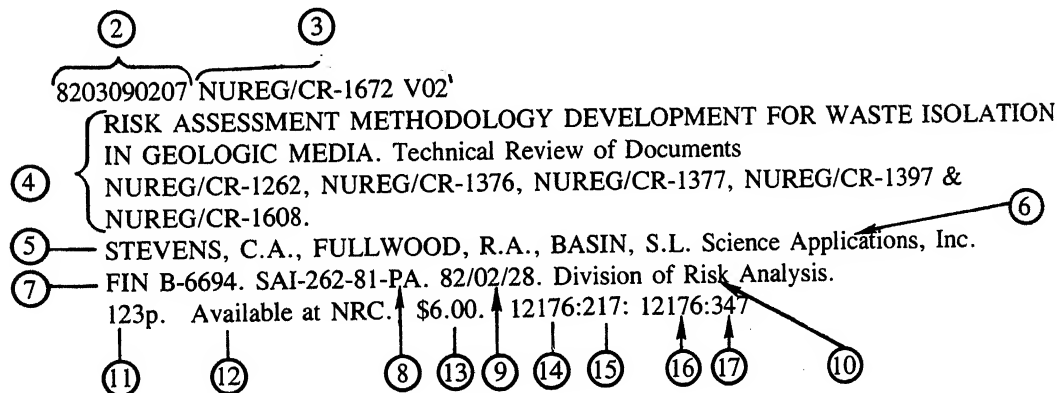 ② ③
8203090207 NUREG/CR-1672 V02'
RISK ASSESSMENT METHODOLOGY DEVELOPMENT FOR WASTE ISOLATION
IN GEOLOGIC MEDIA. Technical Review of Documents
④ NUREG/CR-1262, NUREG/CR-1376, NUREG/CR-1377, NUREG/CR-1397 &
NUREG/CR-1608. ⑥
⑤ STEVENS, C.A., FULLWOOD, R.A., BASIN, S.L. Science Applications, Inc.
⑦ FIN B-6694. SAI-262-81-PA. 82/02/28. Division of Risk Analysis.
123p. Available at NRC. $6.00. 12176:217: 12176:347
⑪ ⑫ ⑧ ⑬ ⑨ ⑭ ⑮ ⑯ ⑰ ⑩